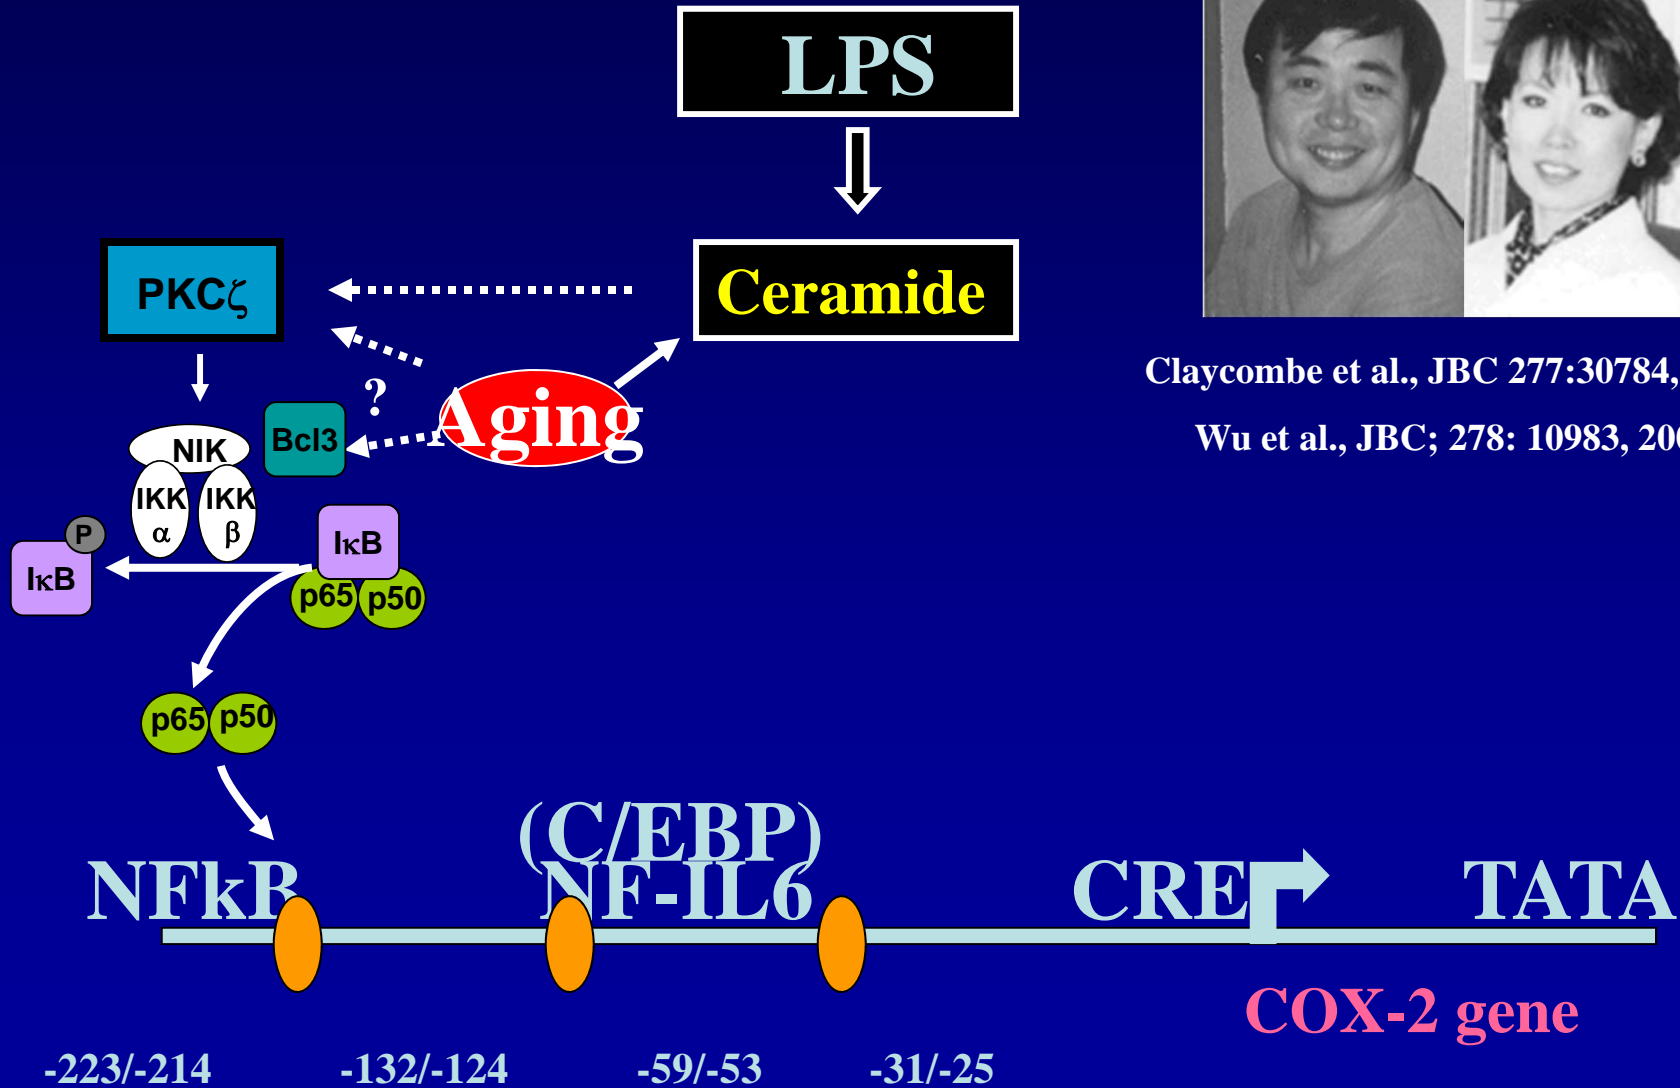 LPS
PKCζ
Ceramide
?
Aging
Bcl3
NIK
IKK
α
IKK
β
P
IκB
IκB
p65
p50
p65
p50
Claycombe et al., JBC 277:30784,
Wu et al., JBC; 278: 10983,
NFkB
(C/EBP)
NF-IL6
CRE
TATA
COX-2 gene
-223/-214 -132/-124 -59/-53 -31/-25